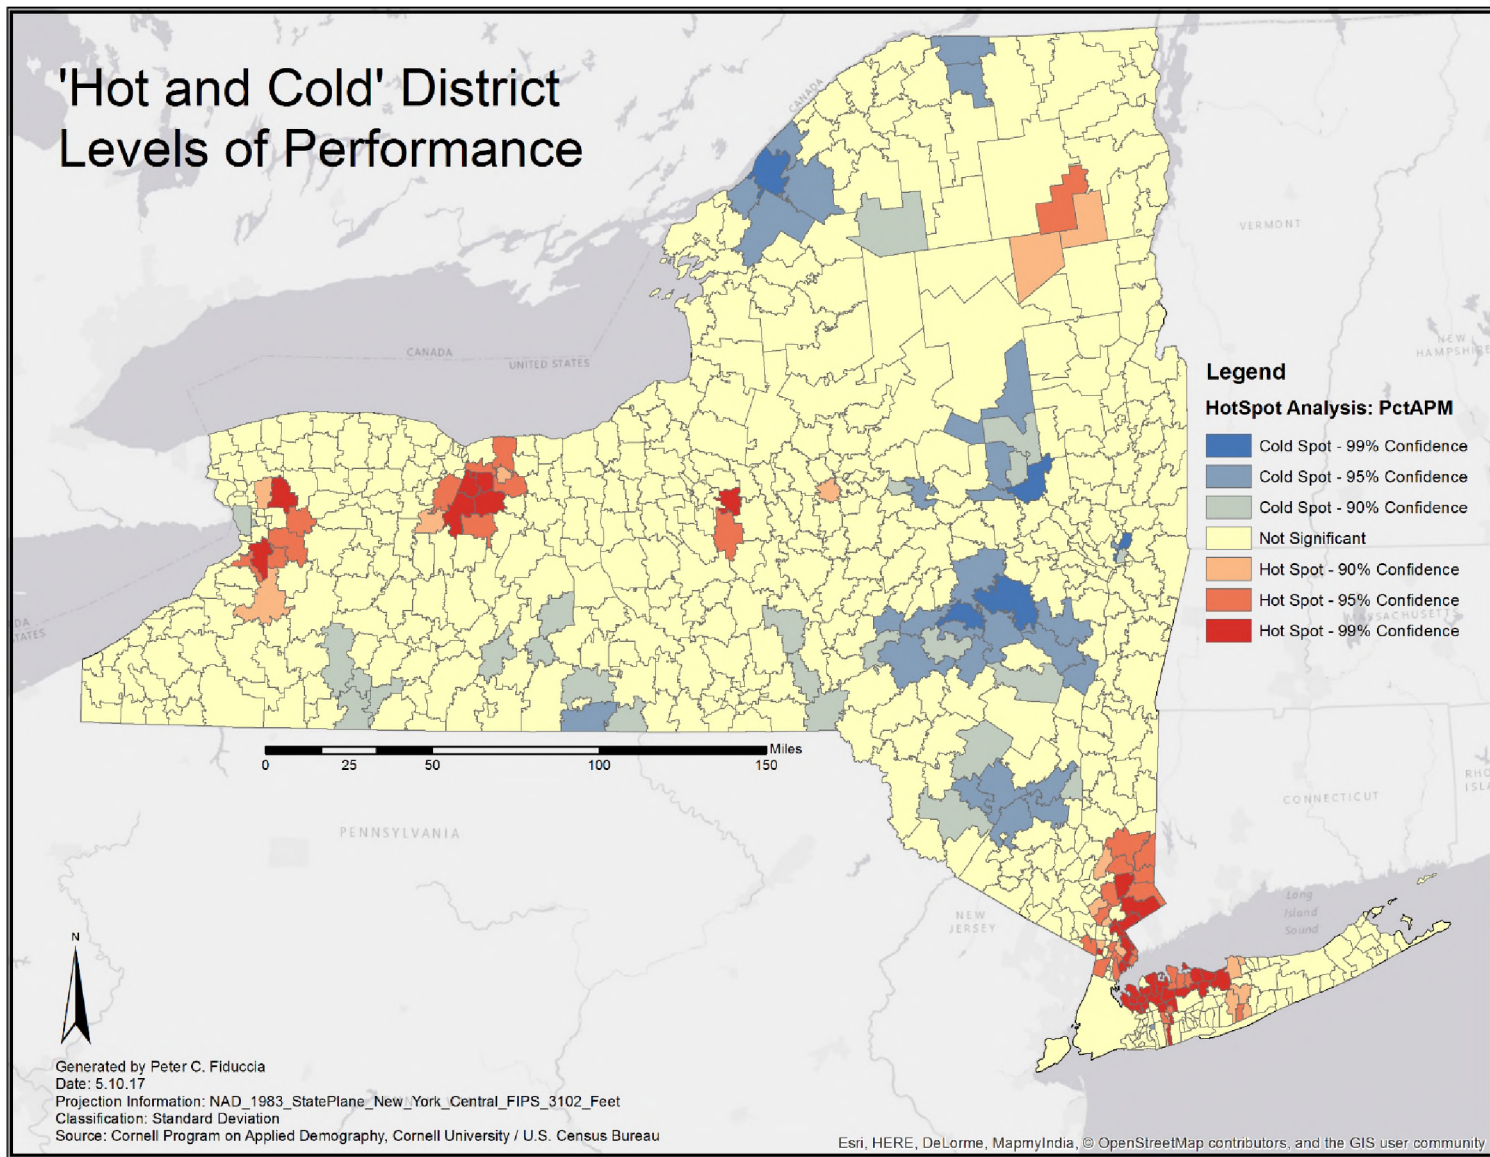 'Hot and Cold' District
Levels of Performance
CANADA
VERMONT
NEW
HAMPSHIRE
CANADA
UNITED STATES
Legend
HotSpot Analysis: PctAPM
Cold Spot - 99% Confidence
Cold Spot - 95% Confidence
Cold Spot - 90% Confidence
Not Significant
Hot Spot - 90% Confidence
Hot Spot - 95% Confidence
Hot Spot - 99% Confidence
MASSACHUSETTS
DA
STATES
Miles
0 25 50 100 150
RHO
ISLA
CONNECTICUT
PENNSYLVANIA
Long
Island
Sound
NEW
JERSEY
N
Generated by Peter C. Fiduccia
Date: 5.10.17
Projection Information: NAD_1983_StatePlane_New_York_Central_FIPS_3102_Feet
Classification: Standard Deviation
Source: Cornell Program on Applied Demography, Cornell University / U.S. Census Bureau
Esri, HERE, DeLorme, MapmyIndia, © OpenStreetMap contributors, and the GIS user community